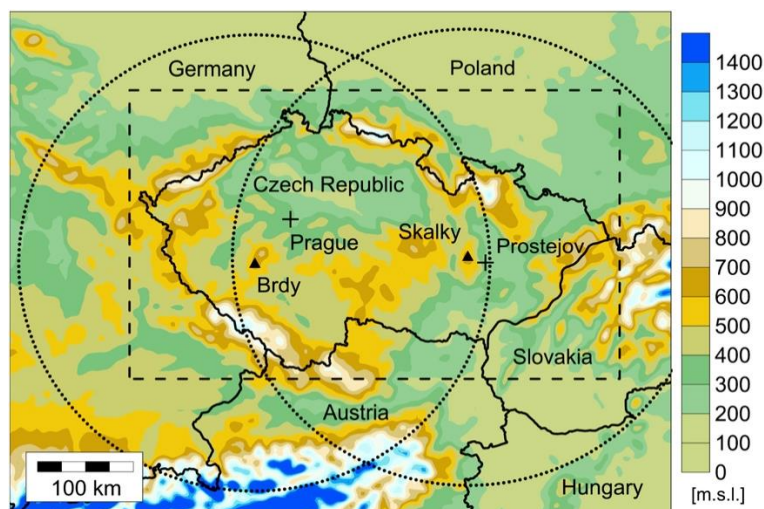 Germany
Poland
Czech Republic
Prague
Skalky
Prostejov
Brdy
Slovakia
Austria
Hungary
100 km
1400
1300
1200
1100
1000
900
800
700
600
500
400
300
200
100
0
[m.s.l.]